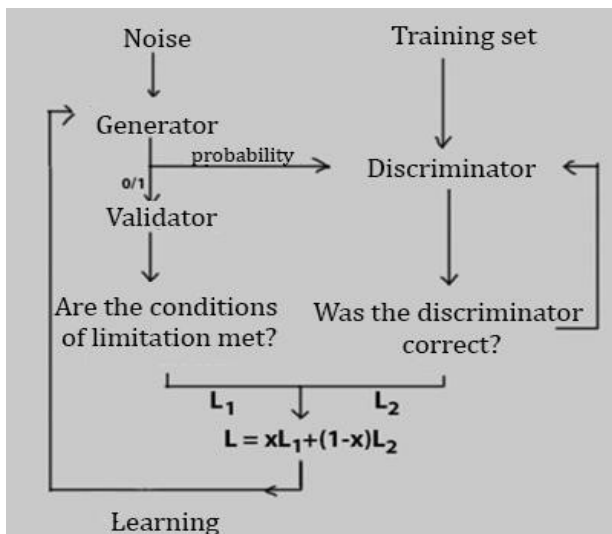 Noise
Training set
Generator
probability
Discriminator
0/1
Validator
Are the conditions
of limitation met?
Was the discriminator
correct?
L₁
L₂
L = xL₁+(1-x)L₂
Learning